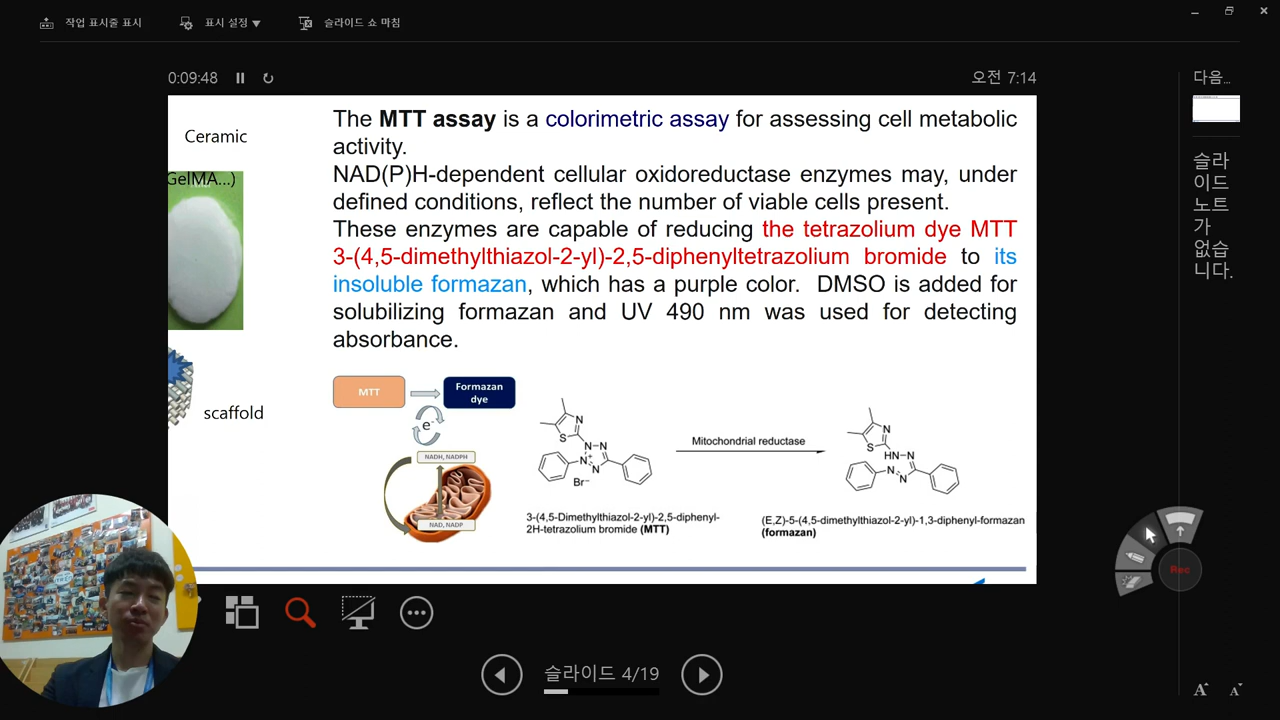 작업 표시줄 표시
표시 설정 ▼
슬라이드 쇼 마침
0:09:48
오전 7:14
다음...
Ceramic
GelMA...)
scaffold
The MTT assay is a colorimetric assay for assessing cell metabolic
activity.
NAD(P)H-dependent cellular oxidoreductase enzymes may, under
defined conditions, reflect the number of viable cells present.
These enzymes are capable of reducing the tetrazolium dye MTT
3-(4,5-dimethylthiazol-2-yl)-2,5-diphenyltetrazolium bromide to its
insoluble formazan, which has a purple color. DMSO is added for
solubilizing formazan and UV 490 nm was used for detecting
absorbance.
MTT
Formazan
dye
e-
NADH, NADPH
NAD, NADP
N
S
N
N
N+
N
Br-
3-(4,5-Dimethylthiazol-2-yl)-2,5-diphenyl-
2H-tetrazolium bromide (MTT)
Mitochondrial reductase
N
S
HN
N
N
N
(E,Z)-5-(4,5-dimethylthiazol-2-yl)-1,3-diphenyl-formazan
(formazan)
슬라
이드
노트
가
없습
니다.
Rec
슬라이드 4/19
A
A